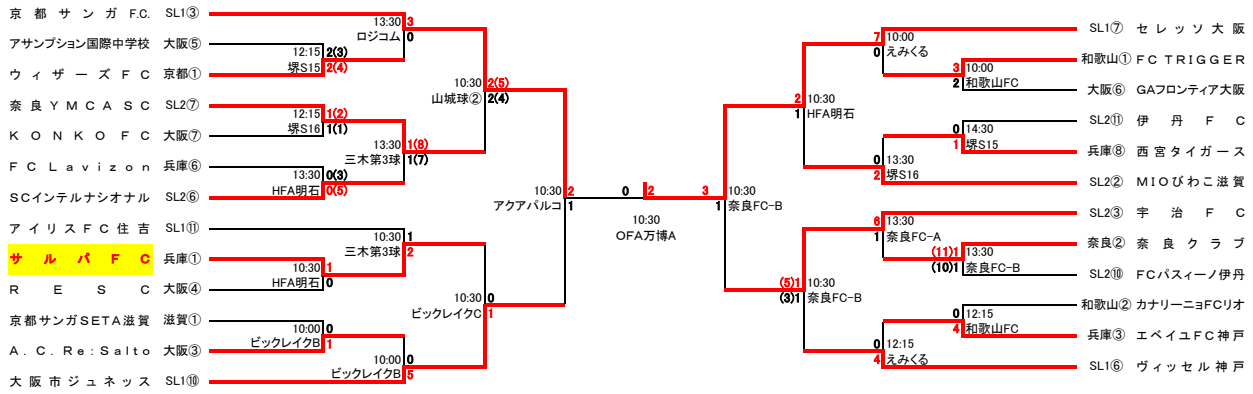 京都サンガF.C. SL1③
アサンプション国際中学校 大阪⑤
ウィザーズFC 京都①
奈良YMCA SC SL2⑦
KONKO FC 大阪⑦
FC Lavizon 兵庫⑥
SCインテルナシオナル SL2⑥
アイリスFC住吉 SL1⑪
サルパFC 兵庫①
RESC 大阪④
京都サンガSETA滋賀 滋賀①
A.C.Re:Salto 大阪③
大阪市ジュネッス SL1⑩
12:15 2(3)
堺S15 2(4)
12:15 1(2)
堺S16 1(1)
13:30 0(3)
HFA明石 0(5)
10:30 1
HFA明石 0
10:00 0
ビックレイクB 1
13:30 3
ロジコム 0
13:30 1(8)
三木第3球 1(7)
10:30 1
三木第3球 2
10:00 0
ビックレイクB 5
10:30 2(5)
山城球② 2(4)
10:30 0
ビックレイクC 1
10:30 2
アクアパルコ 1
0 2
10:30
OFA万博A
3 10:30
1 奈良FC-B
2 10:30
1 HFA明石
(5)1 10:30
(3)1 奈良FC-B
7 10:00
0 えみくる
0 13:30
2 堺S16
6 13:30
1 奈良FC-A
0 12:15
4 えみくる
3 10:00
2 和歌山FC
0 14:30
1 堺S15
(11)1 13:30
(10)1 奈良FC-B
0 12:15
4 和歌山FC
SL1⑦ セレッソ大阪
和歌山① FC TRIGGER
大阪⑥ GAフロンティア大阪
SL2⑪ 伊丹FC
兵庫⑧ 西宮タイガース
SL2② MIOびわこ滋賀
SL2③ 宇治FC
奈良② 奈良クラブ
SL2⑩ FCパスィーノ伊丹
和歌山② カナリーニョFCリオ
兵庫③ エベイユFC神戸
SL1⑥ ヴィッセル神戸